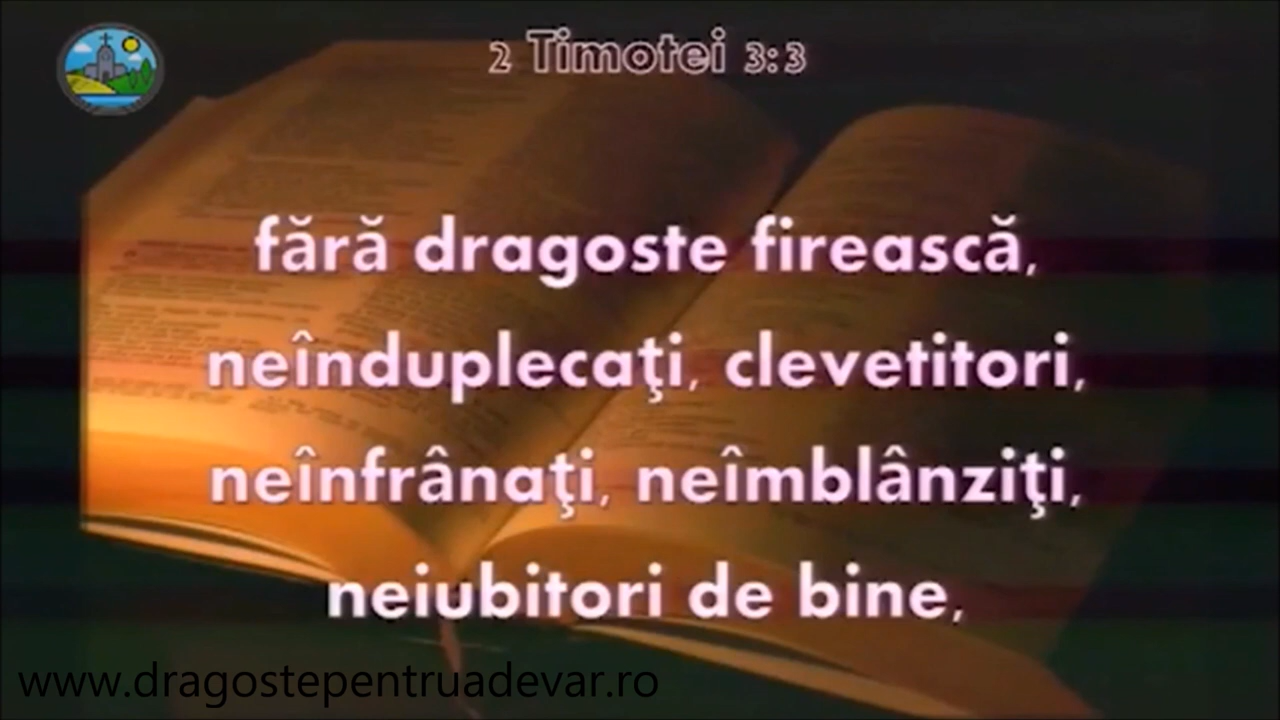 2 Timotei 3:3
fără dragoste firească,
neînduplecaţi, clevetitori,
neînfrânaţi, neîmblânziţi,
neiubitori de bine,
www.dragostepentruadevar.ro